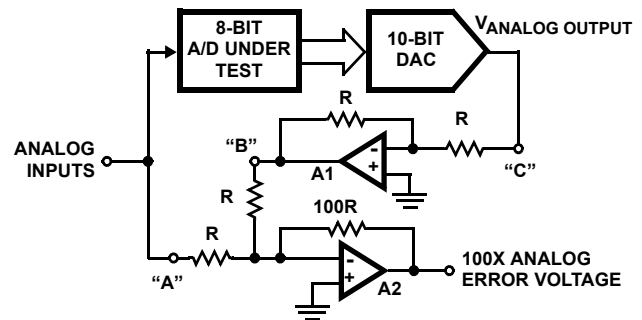 8-BIT
A/D UNDER
TEST
10-BIT
DAC
VANALOG OUTPUT
R
R
ANALOG
INPUTS
“B”
A1
-
+
“C”
R
100R
R
“A”
-
+
A2
100X ANALOG
ERROR VOLTAGE